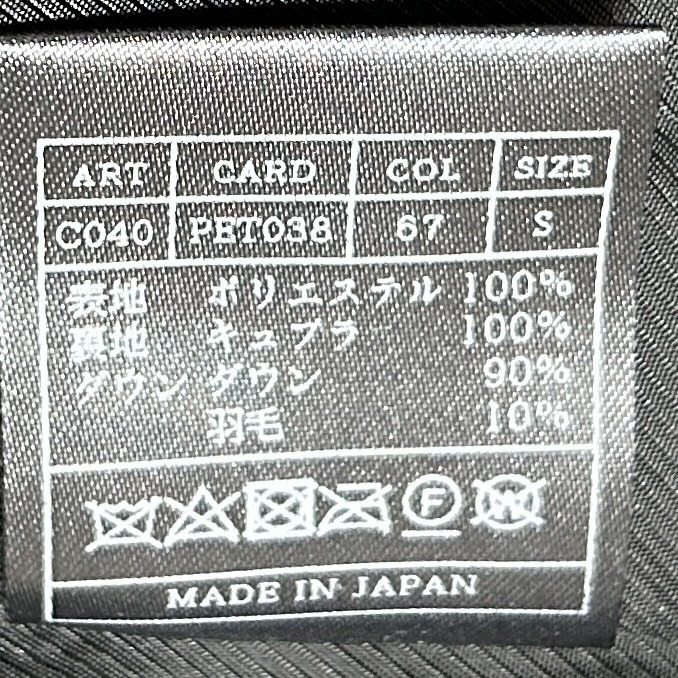 ART CARD COL SIZE
C040 PET038 67 S
表地 ポリエステル 100%
裏地 キュプラ 100%
ダウン ダウン 90%
羽毛 10%
F W
MADE IN JAPAN